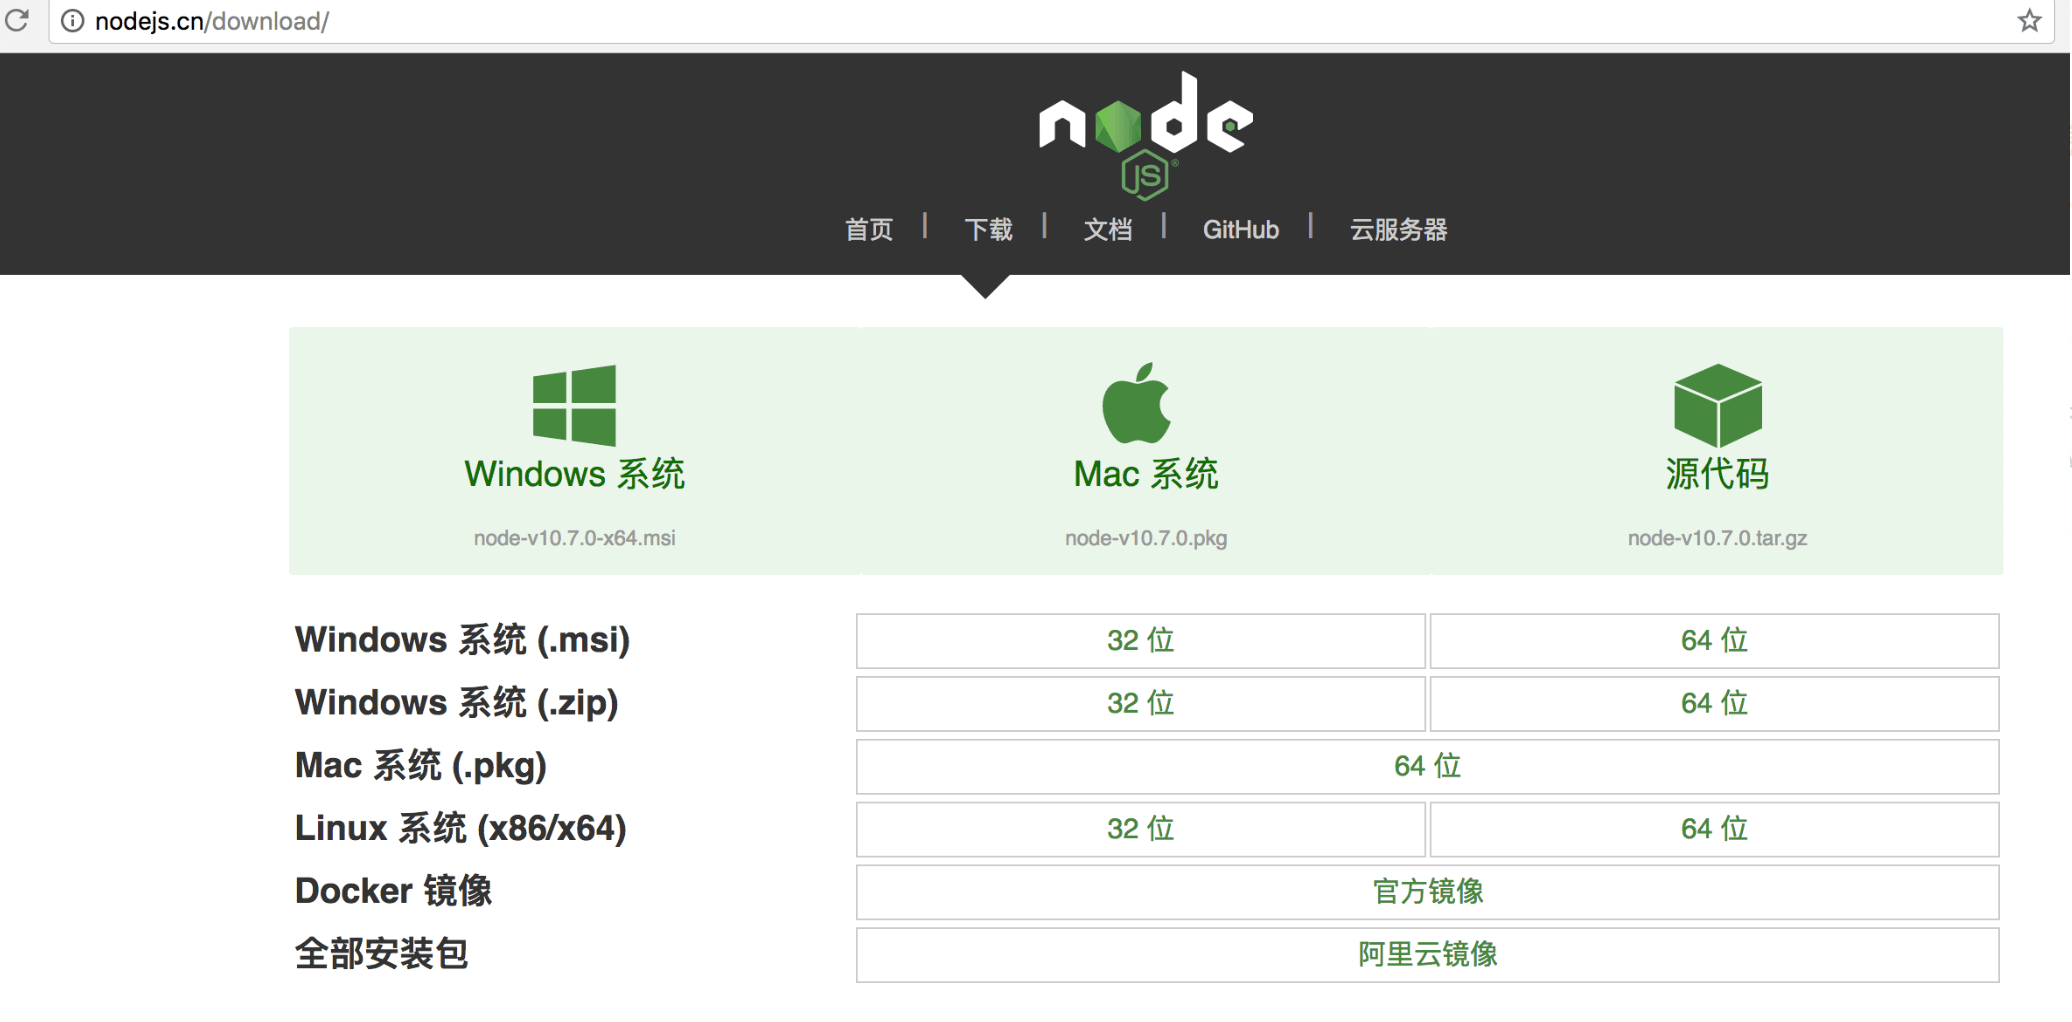 nodejs.cn/download/
node
JS®
首页 | 下载 | 文档 | GitHub | 云服务器
Windows 系统 Mac 系统 源代码
node-v10.7.0-x64.msi node-v10.7.0.pkg node-v10.7.0.tar.gz
Windows 系统 (.msi) 32 位 64 位
Windows 系统 (.zip) 32 位 64 位
Mac 系统 (.pkg) 64 位
Linux 系统 (x86/x64) 32 位 64 位
Docker 镜像 官方镜像
全部安装包 阿里云镜像